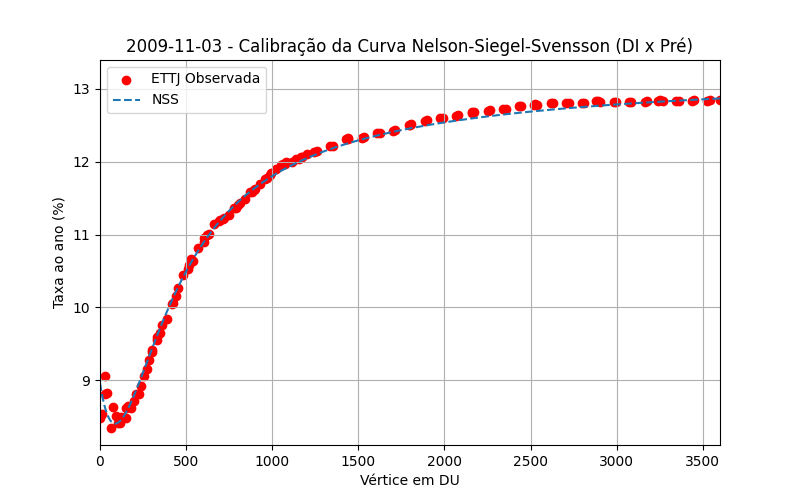 2009-11-03 - Calibração da Curva Nelson-Siegel-Svensson (DI x Pré)
ETTJ Observada
NSS
Taxa ao ano (%)
13
12
11
10
9
0 500 1000 1500 2000 2500 3000 3500
Vértice em DU